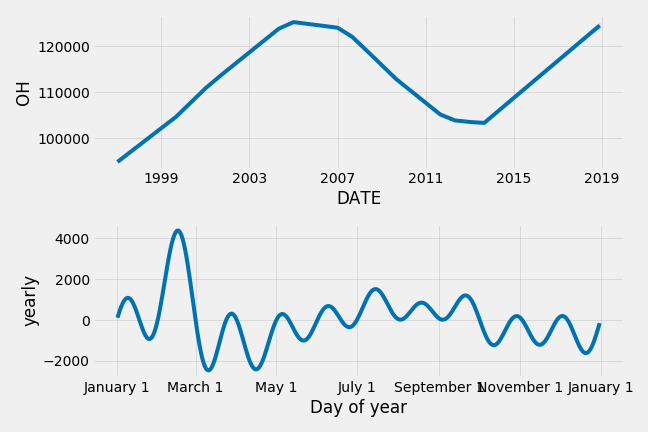 120000
110000
100000
OH
1999 2003 2007 2011 2015 2019
DATE
4000
2000
0
−2000
yearly
January 1 March 1 May 1 July 1 September 1 November 1 January 1
Day of year